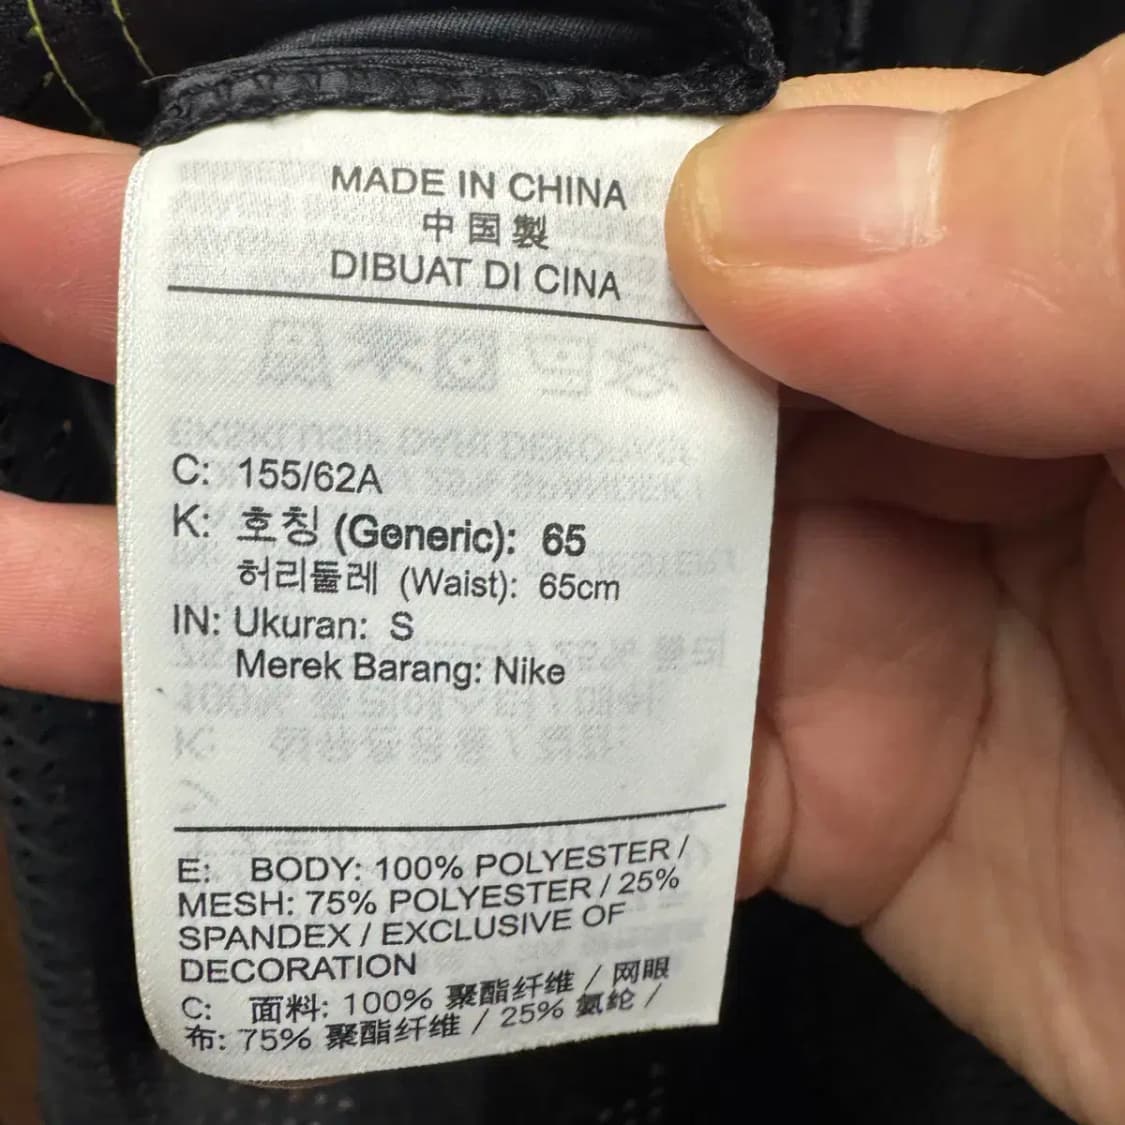 MADE IN CHINA
中国製
DIBUAT DI CINA
C: 155/62A
K: 호칭 (Generic): 65
허리둘레 (Waist): 65cm
IN: Ukuran: S
Merek Barang: Nike
E: BODY: 100% POLYESTER /
MESH: 75% POLYESTER / 25%
SPANDEX / EXCLUSIVE OF
DECORATION
C: 面料: 100% 聚酯纤维 / 网眼
布: 75% 聚酯纤维 / 25% 氨纶 /